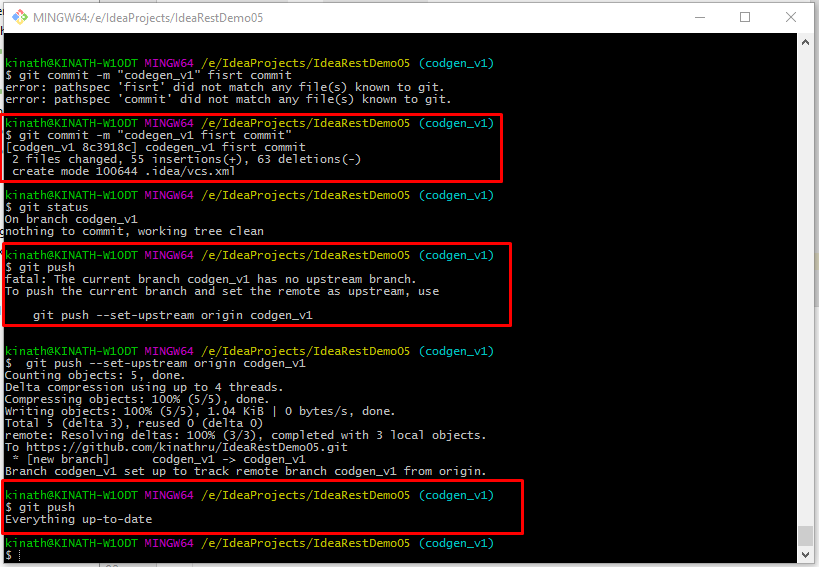 MINGW64:/e/IdeaProjects/IdeaRestDemo05
kinath@KINATH-W10DT MINGW64 /e/IdeaProjects/IdeaRestDemo05 (codgen_v1)
$ git commit -m "codegen_v1" fisrt commit
error: pathspec 'fisrt' did not match any file(s) known to git.
error: pathspec 'commit' did not match any file(s) known to git.
kinath@KINATH-W10DT MINGW64 /e/IdeaProjects/IdeaRestDemo05 (codgen_v1)
$ git commit -m "codegen_v1 fisrt commit"
[codgen_v1 8c3918c] codegen_v1 fisrt commit
2 files changed, 55 insertions(+), 63 deletions(-)
create mode 100644 .idea/vcs.xml
kinath@KINATH-W10DT MINGW64 /e/IdeaProjects/IdeaRestDemo05 (codgen_v1)
$ git status
On branch codgen_v1
nothing to commit, working tree clean
kinath@KINATH-W10DT MINGW64 /e/IdeaProjects/IdeaRestDemo05 (codgen_v1)
$ git push
fatal: The current branch codgen_v1 has no upstream branch.
To push the current branch and set the remote as upstream, use
git push --set-upstream origin codgen_v1
kinath@KINATH-W10DT MINGW64 /e/IdeaProjects/IdeaRestDemo05 (codgen_v1)
$  git push --set-upstream origin codgen_v1
Counting objects: 5, done.
Delta compression using up to 4 threads.
Compressing objects: 100% (5/5), done.
Writing objects: 100% (5/5), 1.04 KiB | 0 bytes/s, done.
Total 5 (delta 3), reused 0 (delta 0)
remote: Resolving deltas: 100% (3/3), completed with 3 local objects.
To https://github.com/kinathru/IdeaRestDemo05.git
* [new branch]      codgen_v1 -> codgen_v1
Branch codgen_v1 set up to track remote branch codgen_v1 from origin.
kinath@KINATH-W10DT MINGW64 /e/IdeaProjects/IdeaRestDemo05 (codgen_v1)
$ git push
Everything up-to-date
kinath@KINATH-W10DT MINGW64 /e/IdeaProjects/IdeaRestDemo05 (codgen_v1)
$